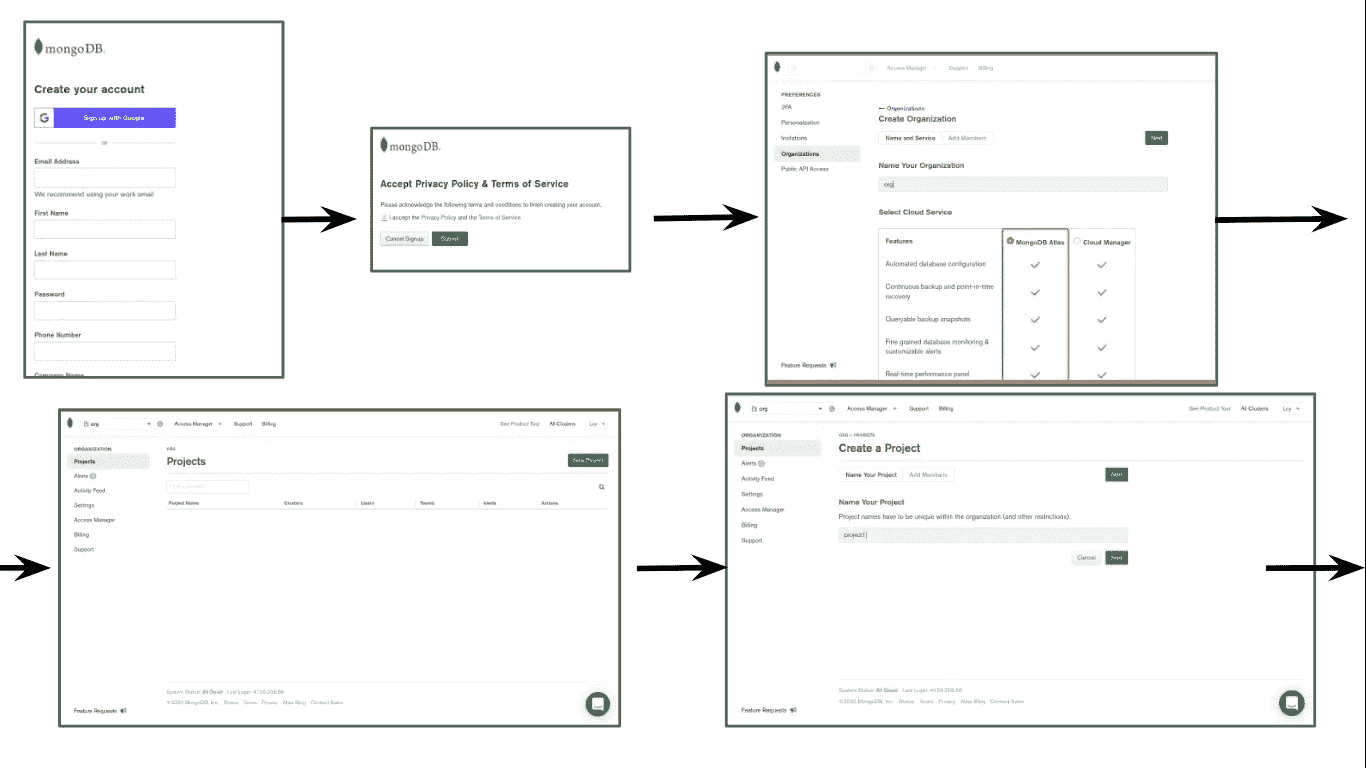 mongoDB.
Create your account
Sign up with Google
or
Email Address
We recommend using your work email
First Name
Last Name
Password
Phone Number
Company Name
mongoDB.
Accept Privacy Policy & Terms of Service
Please acknowledge the following terms and conditions to finish creating your account.
I accept the Privacy Policy and the Terms of Service
Cancel Signup Submit
Access Manager Support Billing
PREFERENCES
2FA
Personalization
Invitations
Organizations
Public API Access
Feature Requests
Organizations
Create Organization
Name and Service Add Members Next
Name Your Organization
org
Select Cloud Service
Features MongoDB Atlas Cloud Manager
Automated database configuration
Continuous backup and point-in-time
recovery
Queryable backup snapshots
Fine grained database monitoring &
customizable alerts
Real-time performance panel
org Access Manager Support Billing See Product Tour All Clusters
ORGANIZATION
Projects
Alerts
Activity Feed
Settings
Access Manager
Billing
Support
Feature Requests
ORG
Projects
New Project
Find a project...
Project Name Clusters Users Teams Alerts Actions
System Status: All Good Last Login: 47.29.206.86
©2020 MongoDB, Inc. Status Terms Privacy Atlas Blog Contact Sales
org Access Manager Support Billing See Product Tour All Clusters
ORGANIZATION
Projects
Alerts
Activity Feed
Settings
Access Manager
Billing
Support
Feature Requests
ORG > PROJECTS
Create a Project
Name Your Project Add Members Next
Name Your Project
Project names have to be unique within the organization (and other restrictions).
project1
Cancel Next
System Status: All Good Last Login: 47.29.206.86
©2020 MongoDB, Inc. Status Terms Privacy Atlas Blog Contact Sales